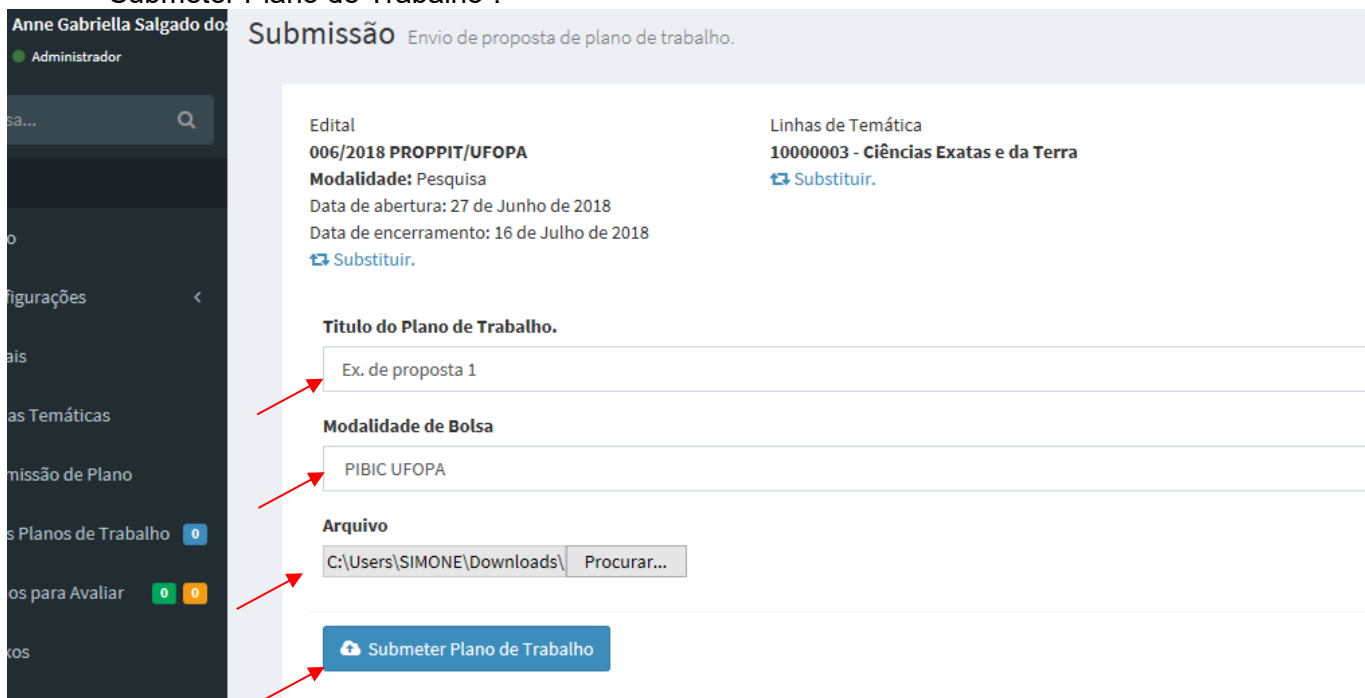 Submeter Plano de Trabalho".
Anne Gabriella Salgado do
Administrador
Submissão Envio de proposta de plano de trabalho.
sa...
Edital
006/2018 PROPPIT/UFOPA
Modalidade: Pesquisa
Data de abertura: 27 de Junho de 2018
Data de encerramento: 16 de Julho de 2018
Substituir.
Linhas de Temática
10000003 - Ciências Exatas e da Terra
Substituir.
o
figurações
ais
as Temáticas
missão de Plano
s Planos de Trabalho 0
os para Avaliar 0 0
xos
Titulo do Plano de Trabalho.
Ex. de proposta 1
Modalidade de Bolsa
PIBIC UFOPA
Arquivo
C:\Users\SIMONE\Downloads\ Procurar...
Submeter Plano de Trabalho